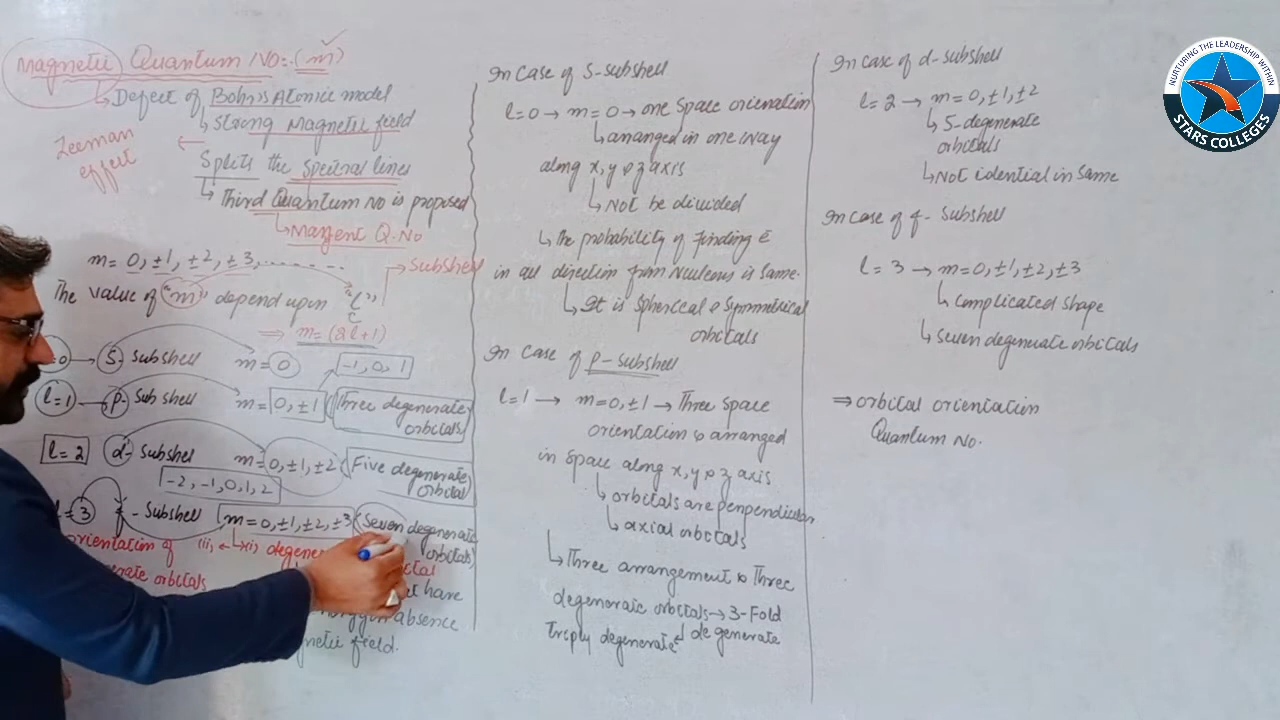 Magnetic Quantum No:- (m)
Defect of Bohr's Atomic model
Strong Magnetic field
Zeeman
effect
Splits the Spectral lines
Third Quantum No is proposed
Q. No
m = 0, ±1, ±2, ±3, ........
Subshell
The value of "m" depend upon "l"
⇒ m = (2l+1)
=0 → S- Subshell m = 0
-1, 0, 1
l=1 → p- Subshell m = 0, ±1 (Three degenerate
orbitals)
l=2 d- Subshell m = 0, ±1, ±2 (Five degenerate
orbital
-2, -1, 0, 1, 2
l=3 f - Subshell m = 0, ±1, ±2, ±3 (Seven degenerate
orbitals)
orientation of (ii) ← (i) degene
orbitals tal
have
absence
netic field.
In Case of S-subshell
l=0 → m=0 → one Space orienation
arranged in one way
along x, y & z axis
Not be divided
The probability of finding ē
in all direction from Nucleus is Same.
It is Spherical & Symmetrical
orbitals
In Case of P-subshell
l=1 → m=0, ±1 → Three Space
orientation & arranged
in Space along x, y & z axis
orbitals are perpendicular
axial orbitals
Three arrangement & Three
degenerate orbitals → 3-Fold
degenerate
Triply degenerate
In case of d-subshell
l=2 → m=0, ±1, ±2
5-degenerate
orbitals
Not idential in Same
In case of f- Subshell
l=3 → m=0, ±1, ±2, ±3
Complicated shape
Seven degenerate orbitals
⇒ orbital orientation
Quantum No.
NURTURING THE LEADERSHIP WITHIN
STARS COLLEGES